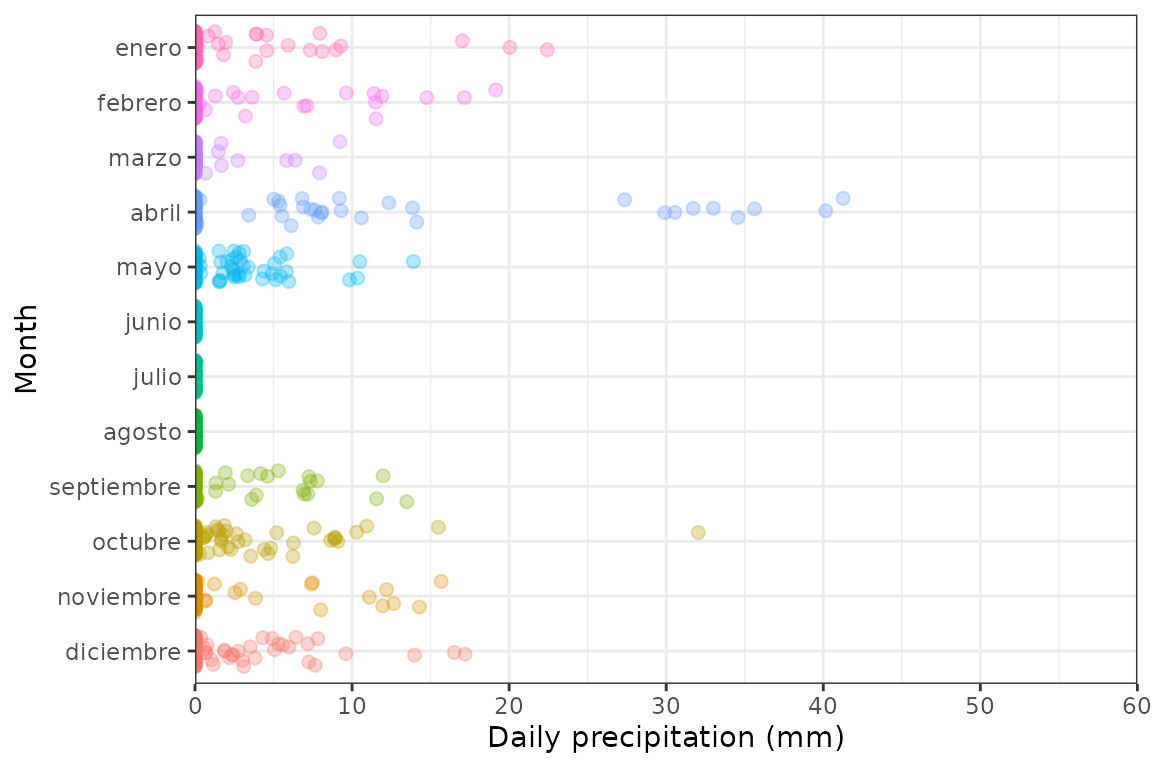 Month
enero
febrero
marzo
abril
mayo
junio
julio
agosto
septiembre
octubre
noviembre
diciembre
0 10 20 30 40 50 60
Daily precipitation (mm)